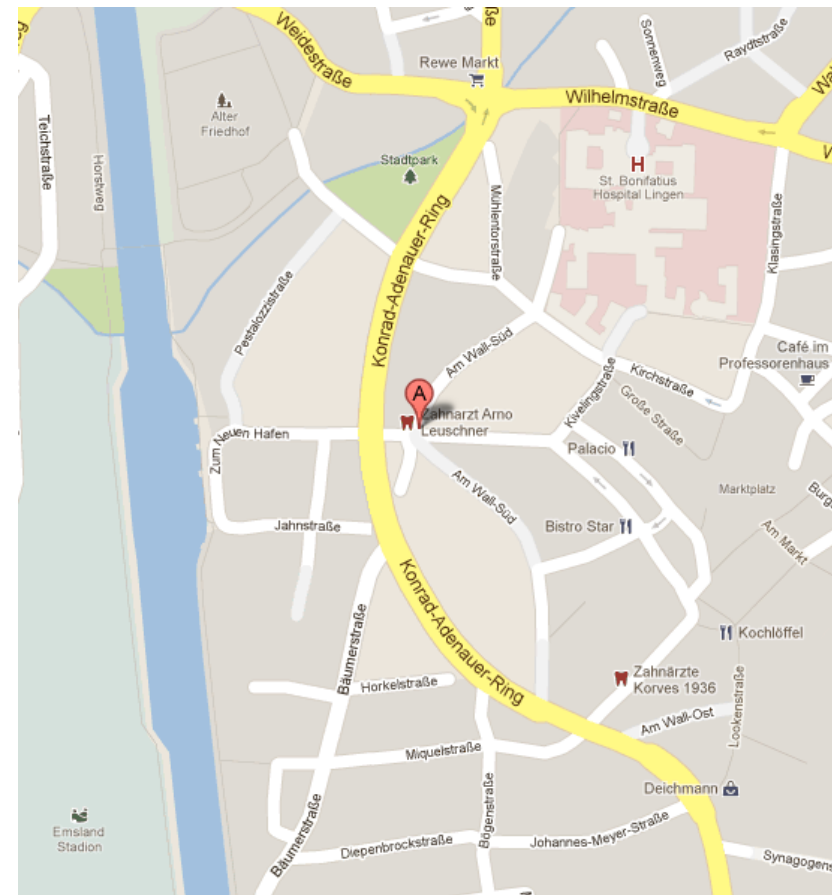 Weidestraße
Rewe Markt
Sonnenweg
Raydtstraße
Wilhelmstraße
Alter
Friedhof
Teichstraße
Horstweg
Stadtpark
H
St. Bonifatius
Hospital Lingen
Mühlentorstraße
Klasingstraße
Konrad-Adenauer-Ring
Pestalozzistraße
Am Wall-Süd
Café im
Professorenhaus
Kirchstraße
Kivelingstraße
Große Straße
A
Zahnarzt Arno
Leuschner
Zum Neuen Hafen
Palacio
Am Wall-Süd
Marktplatz
Jahnstraße
Bistro Star
Am Markt
Konrad-Adenauer-Ring
Bäumerstraße
Kochlöffel
Zahnärzte
Korves 1936
Horkelstraße
Lookenstraße
Am Wall-Ost
Miquelstraße
Deichmann
Emsland
Stadion
Bäumerstraße
Bögenstraße
Diepenbrockstraße
Johannes-Meyer-Straße
Synagogens